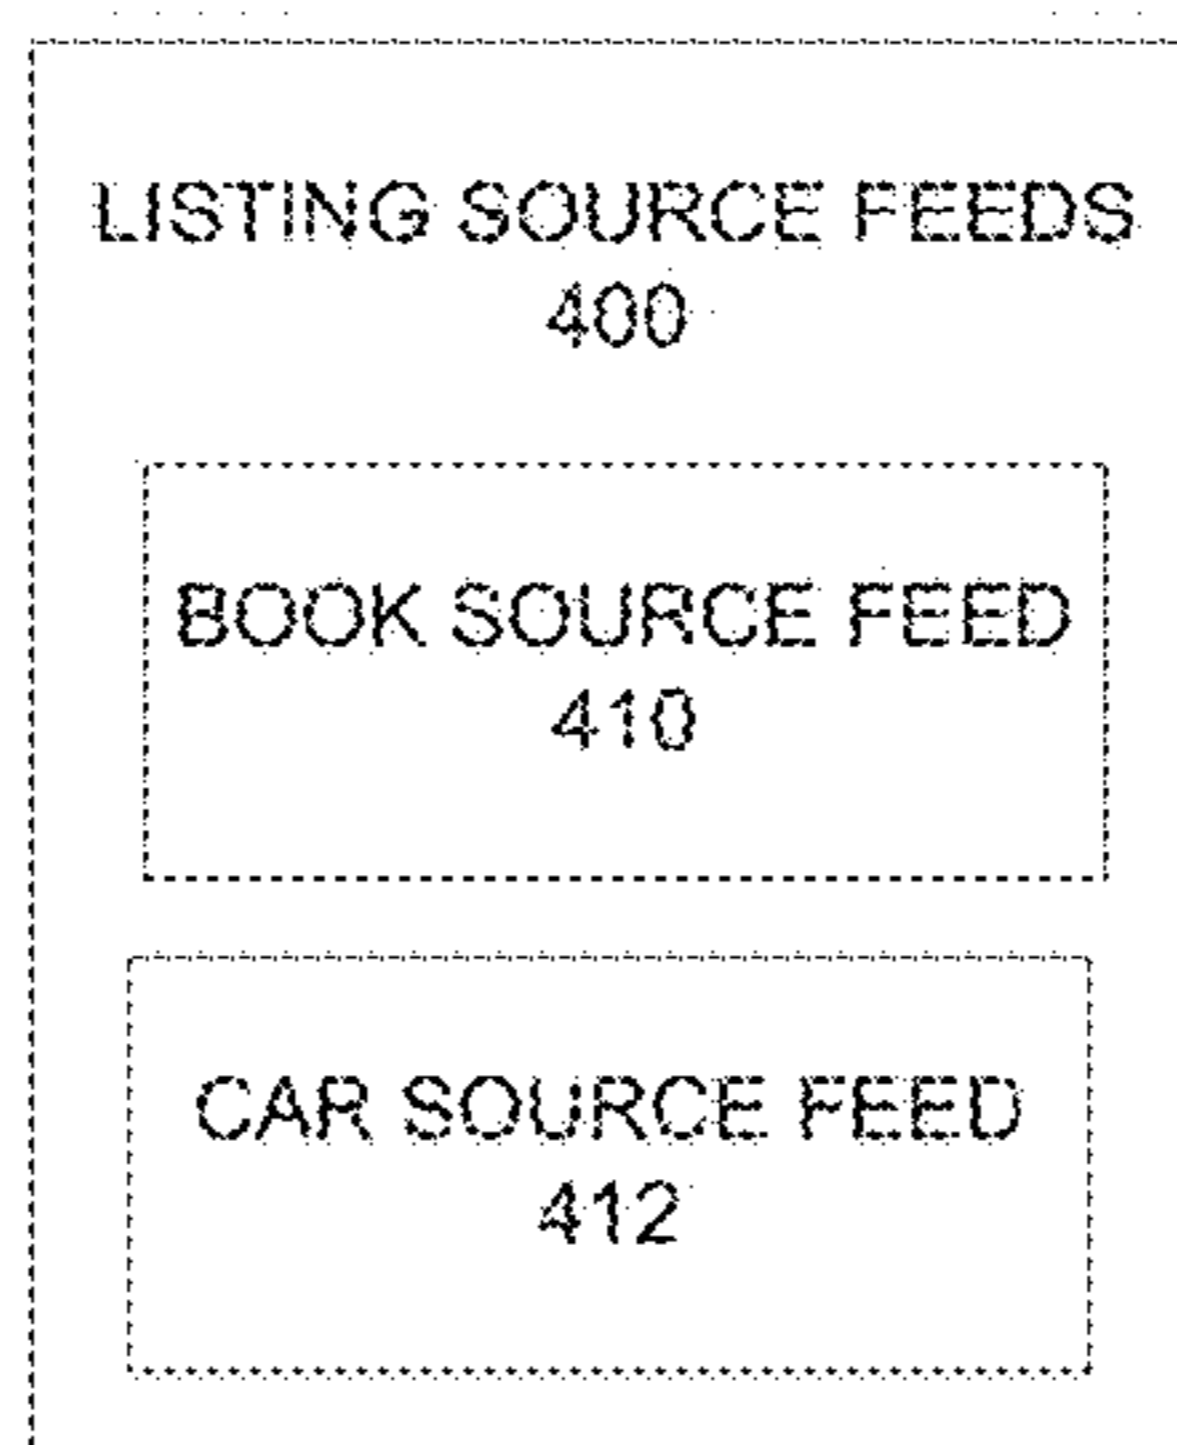 LISTING SOURCE FEEDS
400
BOOK SOURCE FEED
410
CAR SOURCE FEED
412